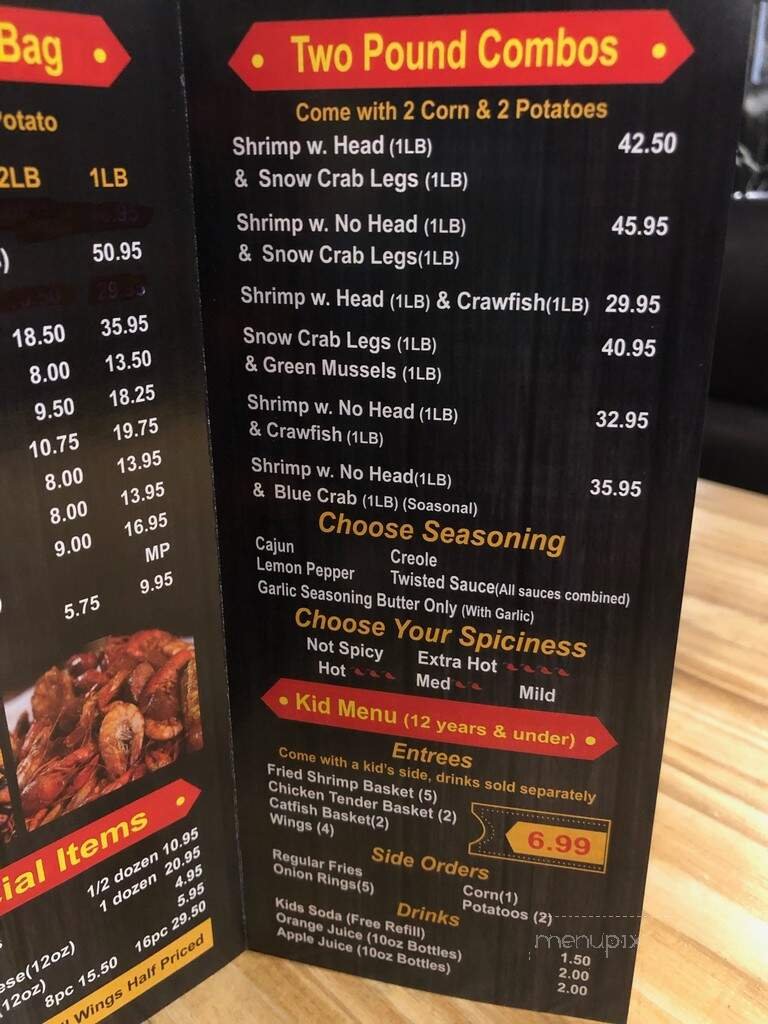 Bag
Potato
2LB 1LB
50.95
18.50 35.95
8.00 13.50
9.50 18.25
10.75 19.75
8.00 13.95
8.00 13.95
9.00 16.95
MP
5.75 9.95
cial Items
1/2 dozen 10.95
1 dozen 20.95
4.95
ese(12oz) 5.95
(12oz)
8pc 15.50 16pc 29.50
Wings Half Priced
Two Pound Combos
Come with 2 Corn & 2 Potatoes
Shrimp w. Head (1LB) 42.50
& Snow Crab Legs (1LB)
Shrimp w. No Head (1LB) 45.95
& Snow Crab Legs(1LB)
Shrimp w. Head (1LB) & Crawfish(1LB) 29.95
Snow Crab Legs (1LB) 40.95
& Green Mussels (1LB)
Shrimp w. No Head (1LB) 32.95
& Crawfish (1LB)
Shrimp w. No Head(1LB) 35.95
& Blue Crab (1LB) (Soasonal)
Choose Seasoning
Cajun Creole
Lemon Pepper Twisted Sauce(All sauces combined)
Garlic Seasoning Butter Only (With Garlic)
Choose Your Spiciness
Not Spicy Extra Hot
Hot Med Mild
Kid Menu (12 years & under)
Entrees
Come with a kid's side, drinks sold separately
Fried Shrimp Basket (5)
Chicken Tender Basket (2)
Catfish Basket(2)
Wings (4)
6.99
Side Orders
Regular Fries Corn(1)
Onion Rings(5) Potatoos (2)
Drinks
Kids Soda (Free Refill) 1.50
Orange Juice (10oz Bottles) 2.00
Apple Juice (10oz Bottles) 2.00
menupix